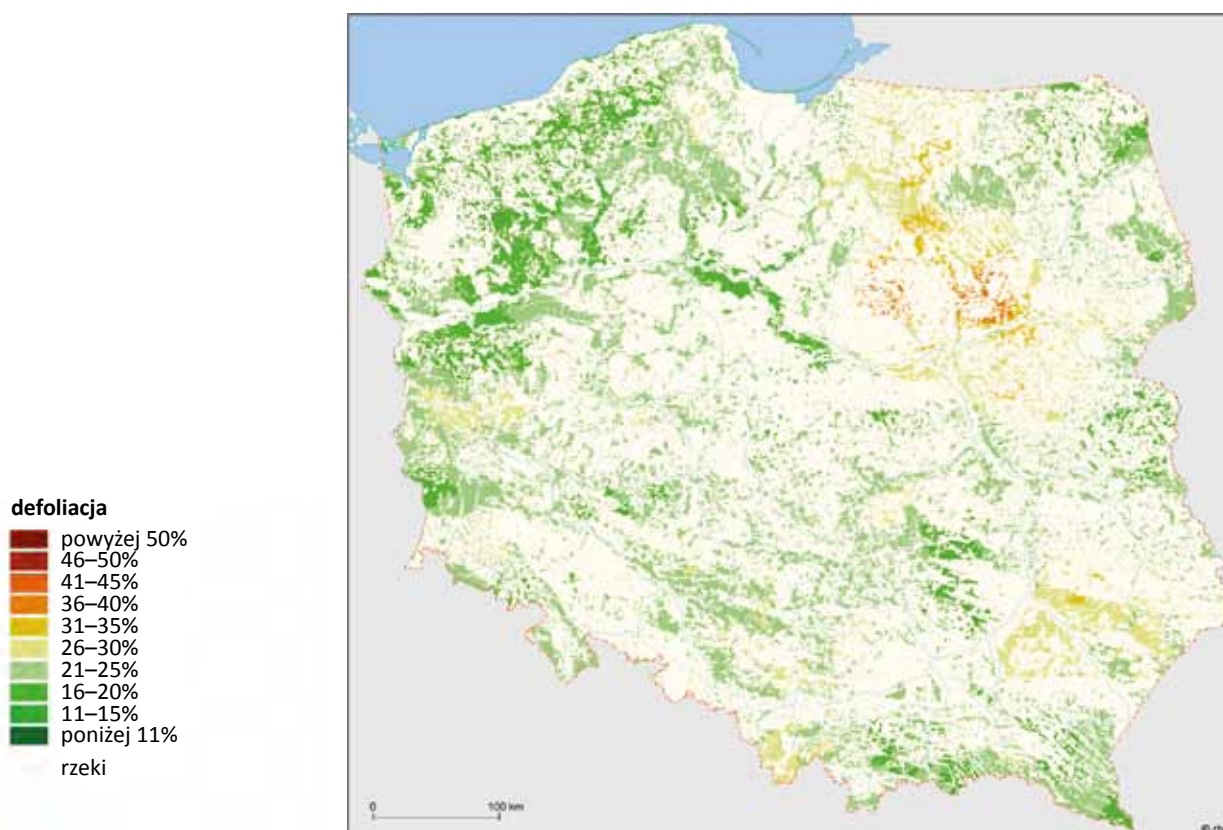 defoliacja
powyżej 50%
46–50%
41–45%
36–40%
31–35%
26–30%
21–25%
16–20%
11–15%
poniżej 11%
rzeki
0 100 km